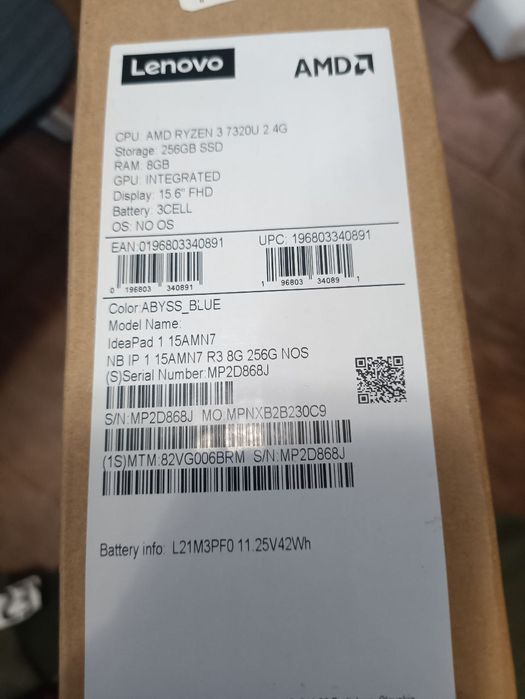 Lenovo
AMD
CPU: AMD RYZEN 3 7320U 2.4G
Storage: 256GB SSD
RAM: 8GB
GPU: INTEGRATED
Display: 15.6" FHD
Battery: 3CELL
OS: NO OS
EAN:0196803340891 UPC: 196803340891
0 196803 340891 1 96803 34089 1
Color:ABYSS_BLUE
Model Name:
IdeaPad 1 15AMN7
NB IP 1 15AMN7 R3 8G 256G NOS
(S)Serial Number:MP2D868J
S/N:MP2D868J MO:MPNXB2B230C9
(1S)MTM:82VG006BRM S/N:MP2D868J
Battery info: L21M3PF0 11.25V42Wh